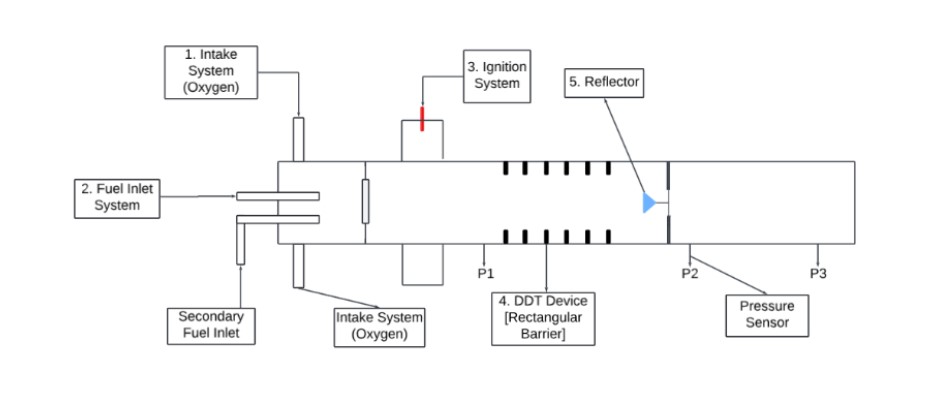 1. Intake
System
(Oxygen)
3. Ignition
System
5. Reflector
2. Fuel Inlet
System
P1
P2
P3
Secondary
Fuel Inlet
Intake System
(Oxygen)
4. DDT Device
[Rectangular
Barrier]
Pressure
Sensor